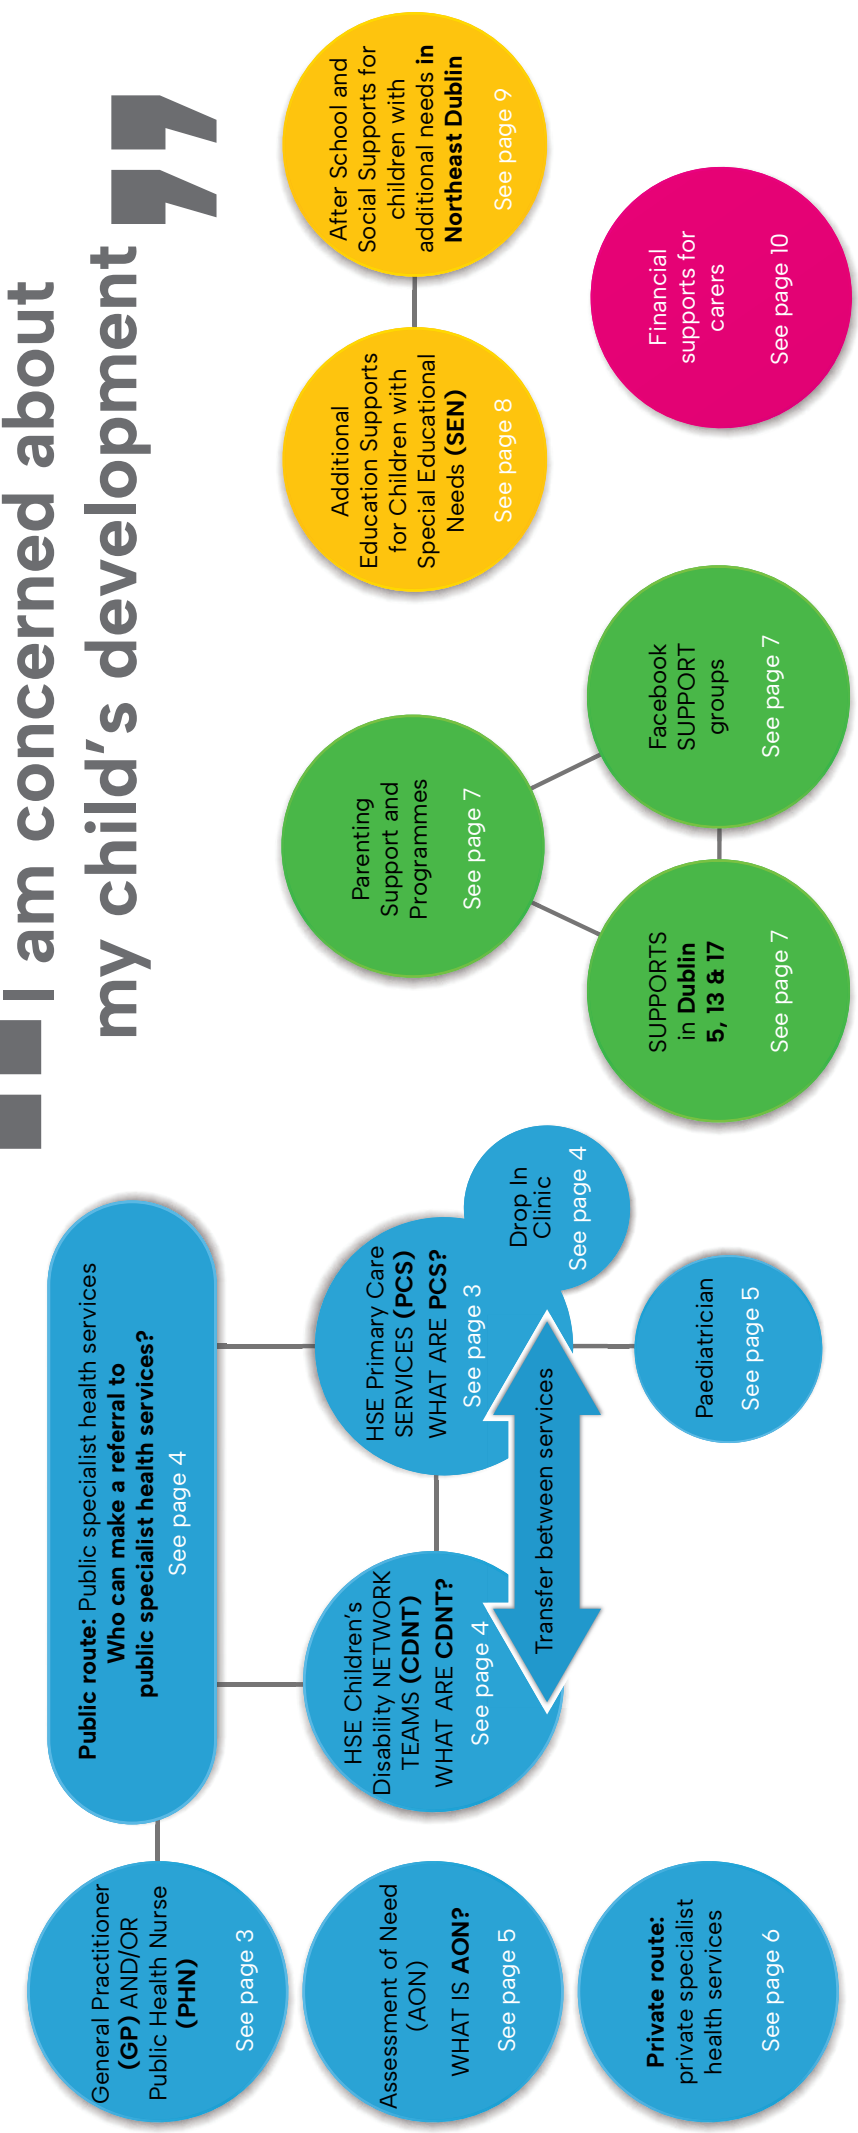 "I am concerned about
my child's development"
General Practitioner
(GP) AND/OR
Public Health Nurse
(PHN)
See page 3
Public route: Public specialist health services
Who can make a referral to
public specialist health services?
See page 4
Assessment of Need
(AON)
WHAT IS AON?
See page 5
HSE Children's
Disability NETWORK
TEAMS (CDNT)
WHAT ARE CDNT?
See page 4
HSE Primary Care
SERVICES (PCS)
WHAT ARE PCS?
See page 3
Drop In
Clinic
See page 4
Transfer between services
Private route:
private specialist
health services
See page 6
Paediatrician
See page 5
Parenting
Support and
Programmes
See page 7
SUPPORTS
in Dublin
5, 13 & 17
See page 7
Facebook
SUPPORT
groups
See page 7
Additional
Education Supports
for Children with
Special Educational
Needs (SEN)
See page 8
After School and
Social Supports for
children with
additional needs in
Northeast Dublin
See page 9
Financial
supports for
carers
See page 10